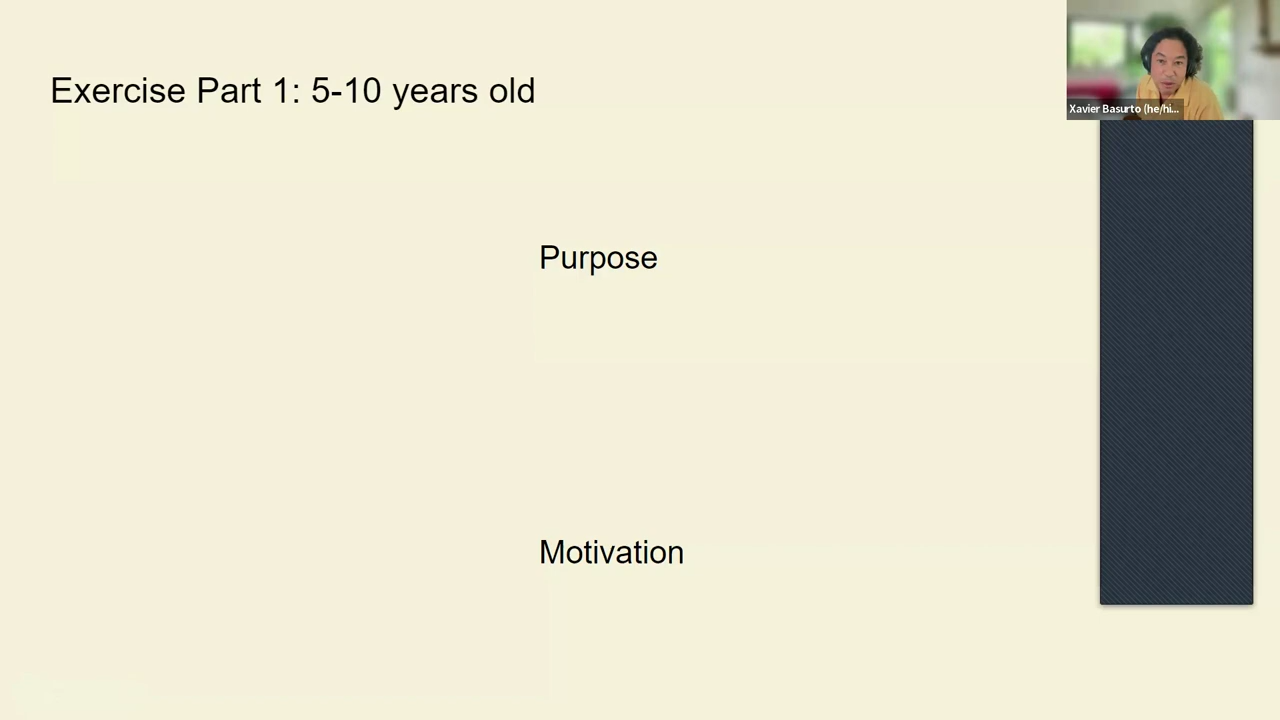 Exercise Part 1: 5-10 years old
Xavier Basurto (he/hi...
Purpose
Motivation